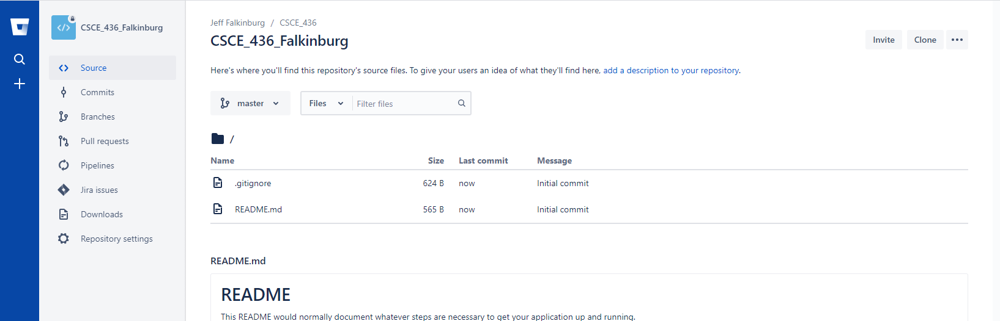 CSCE_436_Falkinburg
Source
Commits
Branches
Pull requests
Pipelines
Jira issues
Downloads
Repository settings
Jeff Falkinburg / CSCE_436
CSCE_436_Falkinburg
Invite Clone
Here's where you'll find this repository's source files. To give your users an idea of what they'll find here, add a description to your repository.
master Files Filter files
/
Name Size Last commit Message
.gitignore 624 B now Initial commit
README.md 565 B now Initial commit
README.md
README
This README would normally document whatever steps are necessary to get your application up and running.